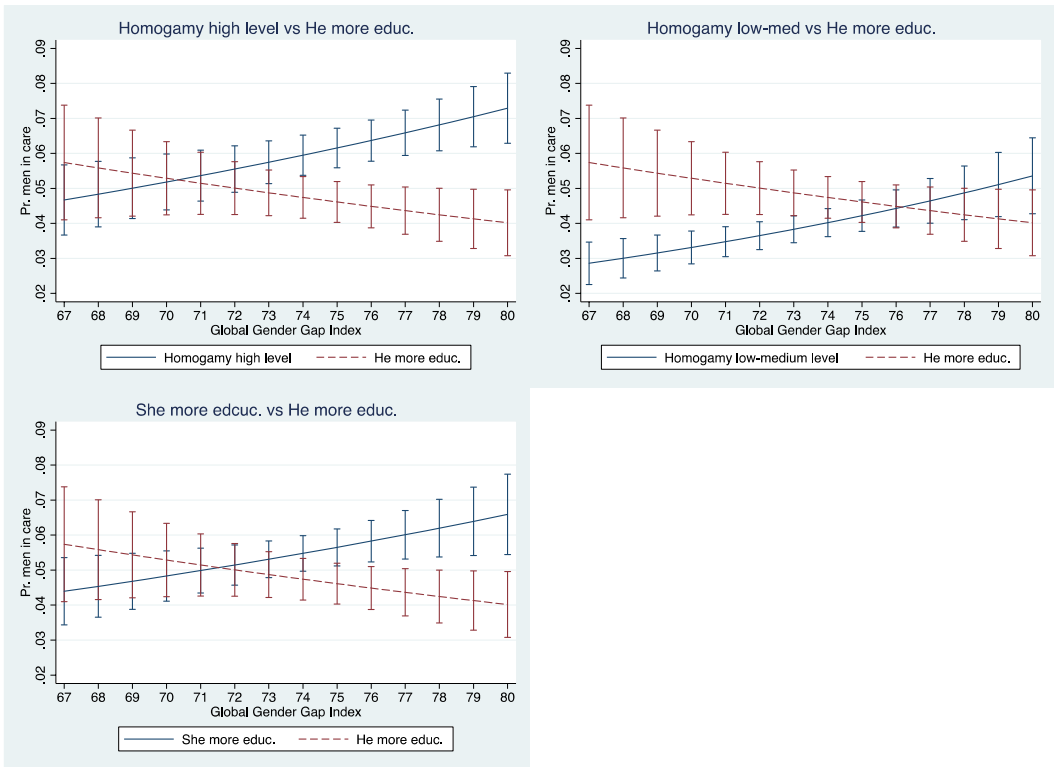 Homogamy high level vs He more educ.
Pr. men in care
.09
.08
.07
.06
.05
.04
.03
.02
67 68 69 70 71 72 73 74 75 76 77 78 79 80
Global Gender Gap Index
Homogamy high level He more educ.
Homogamy low-med vs He more educ.
Pr. men in care
.09
.08
.07
.06
.05
.04
.03
.02
67 68 69 70 71 72 73 74 75 76 77 78 79 80
Global Gender Gap Index
Homogamy low-medium level He more educ.
She more edcuc. vs He more educ.
Pr. men in care
.09
.08
.07
.06
.05
.04
.03
.02
67 68 69 70 71 72 73 74 75 76 77 78 79 80
Global Gender Gap Index
She more educ. He more educ.